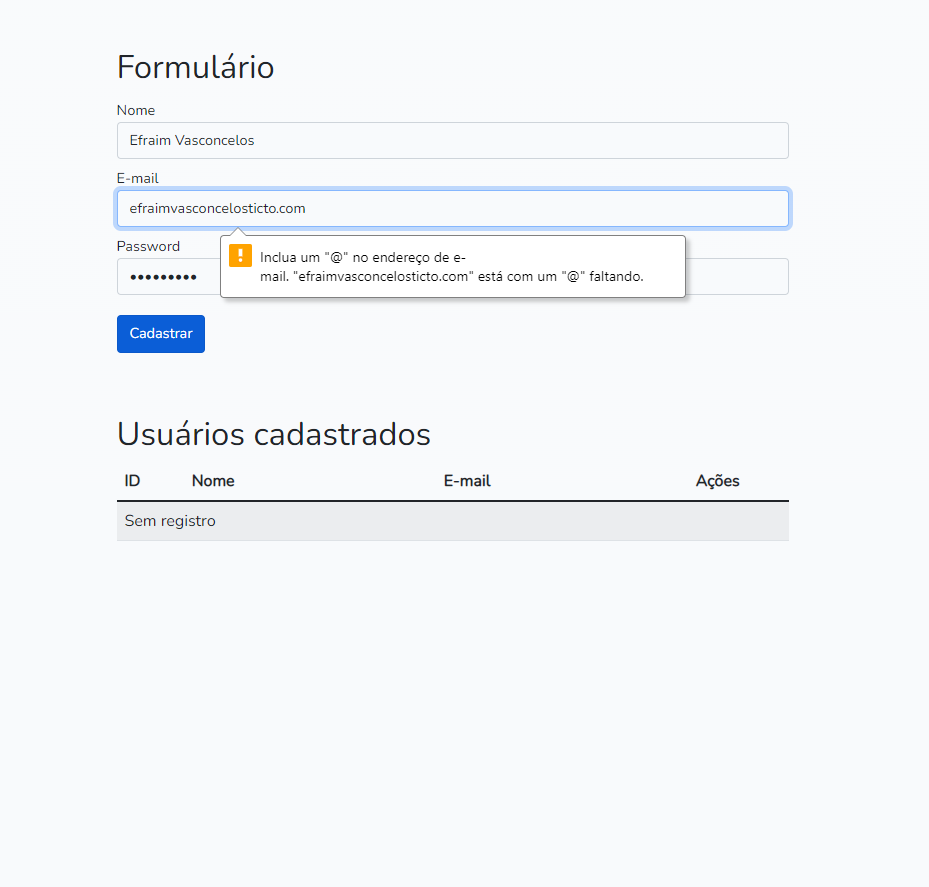 Formulário
Nome
Efraim Vasconcelos
E-mail
efraimvasconcelosticto.com
Password
•••••••••
! Inclua um "@" no endereço de e-
mail. "efraimvasconcelosticto.com" está com um "@" faltando.
Cadastrar
Usuários cadastrados
ID Nome E-mail Ações
Sem registro